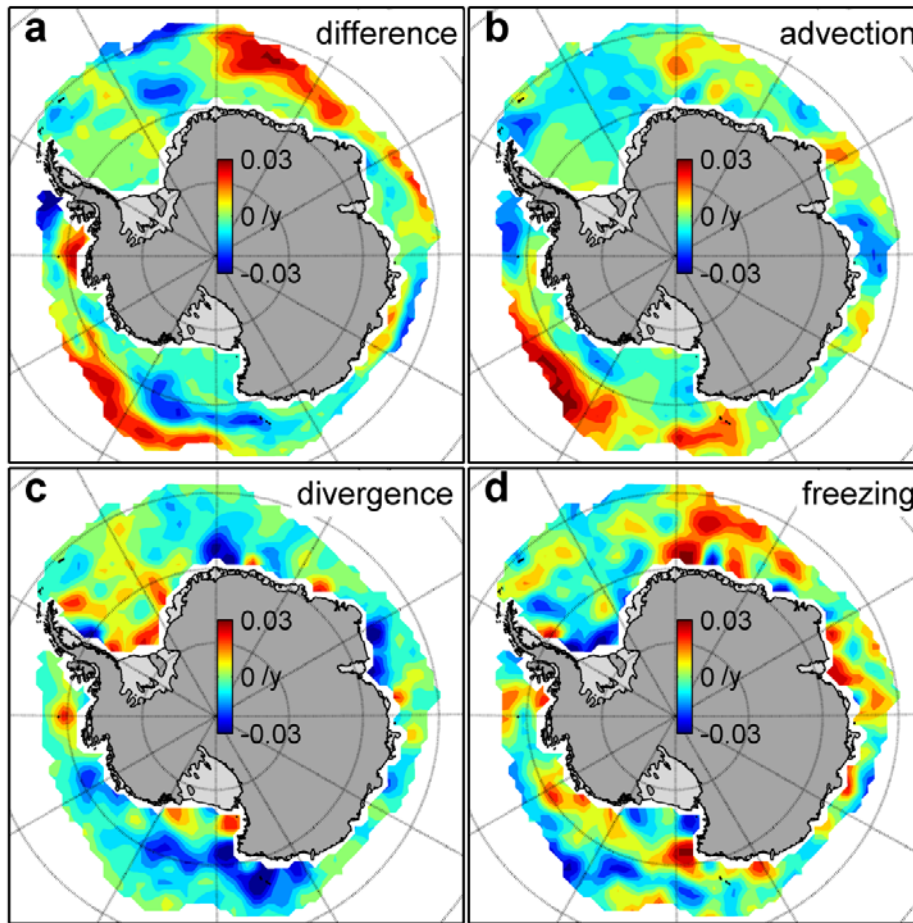 a difference
0.03
0 /y
-0.03
b advection
0.03
0 /y
-0.03
c divergence
0.03
0 /y
-0.03
d freezing
0.03
0 /y
-0.03